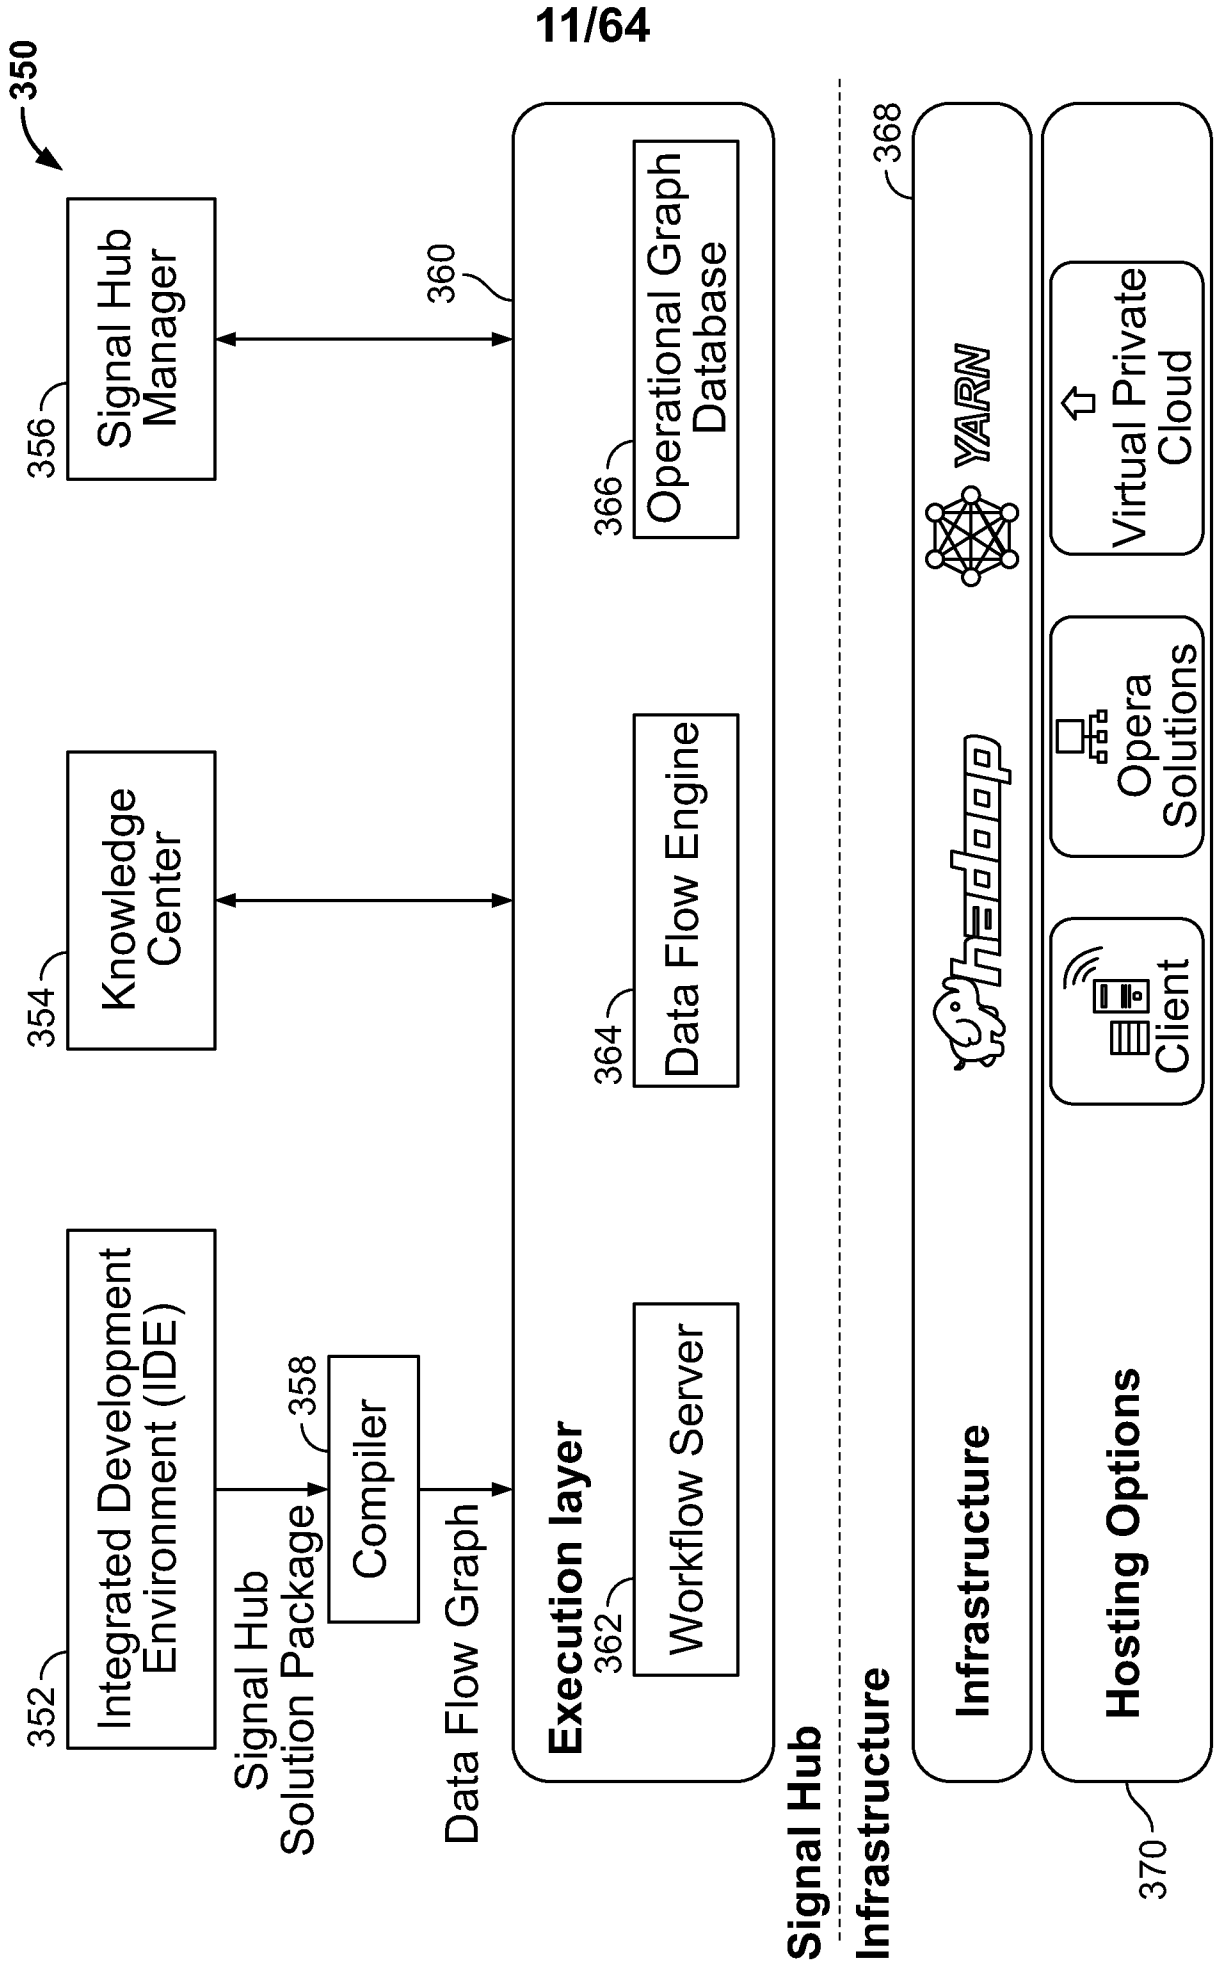 11/64
350
352
Integrated Development
Environment (IDE)
354
Knowledge
Center
356
Signal Hub
Manager
Signal Hub
Solution Package
358
Compiler
Data Flow Graph
360
Execution layer
362
Workflow Server
364
Data Flow Engine
366
Operational Graph
Database
Signal Hub
Infrastructure
368
Infrastructure
hadoop
YARN
370
Hosting Options
Client
Opera
Solutions
Virtual Private
Cloud